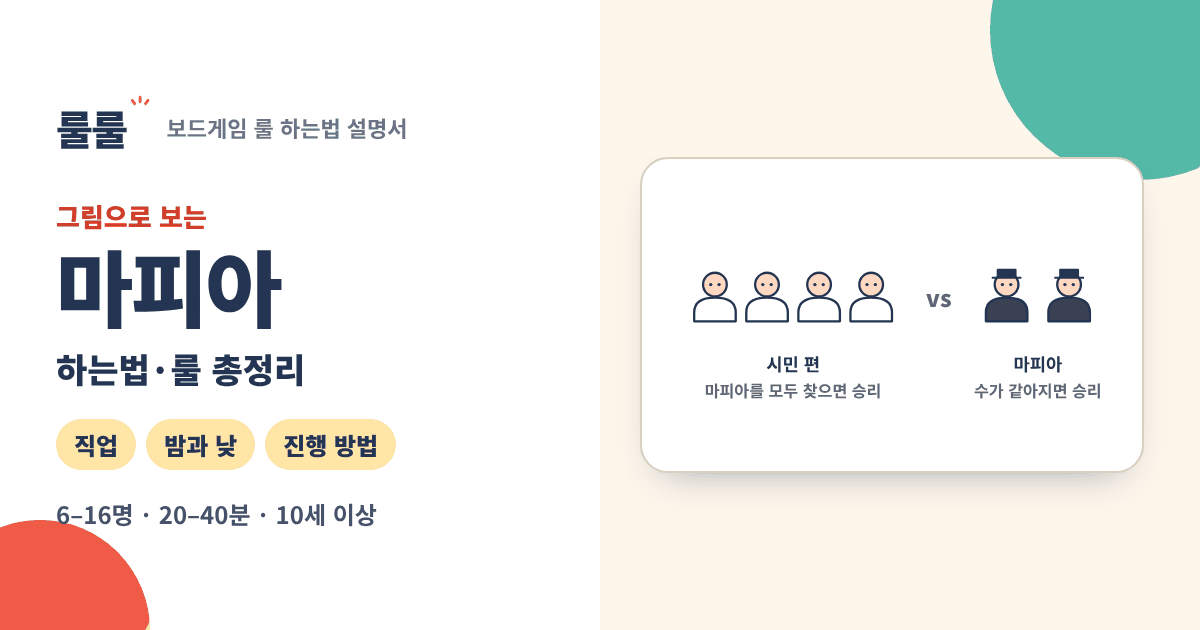 룰룰
보드게임 룰 하는법 설명서
그림으로 보는
마피아
하는법·룰 총정리
직업 밤과 낮 진행 방법
6–16명 · 20–40분 · 10세 이상
vs
시민 편
마피아를 모두 찾으면 승리
마피아
수가 같아지면 승리